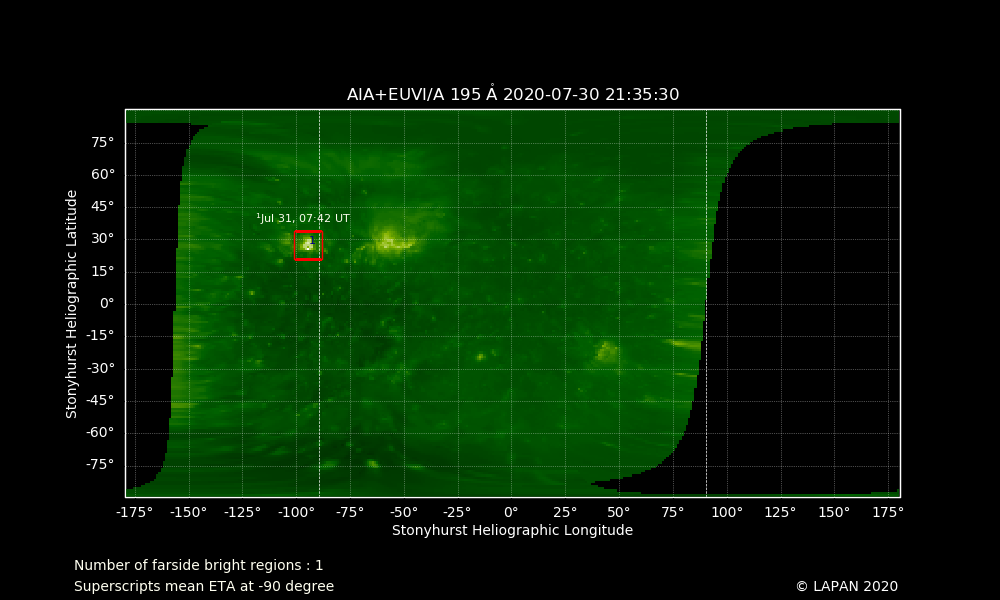 AIA+EUVI/A 195 Å 2020-07-30 21:35:30
75°
60°
45°
¹Jul 31, 07:42 UT
30°
1
15°
0°
-15°
-30°
-45°
-60°
-75°
Stonyhurst Heliographic Latitude
-175° -150° -125° -100° -75° -50° -25° 0° 25° 50° 75° 100° 125° 150° 175°
Stonyhurst Heliographic Longitude
Number of farside bright regions : 1
Superscripts mean ETA at -90 degree
© LAPAN 2020